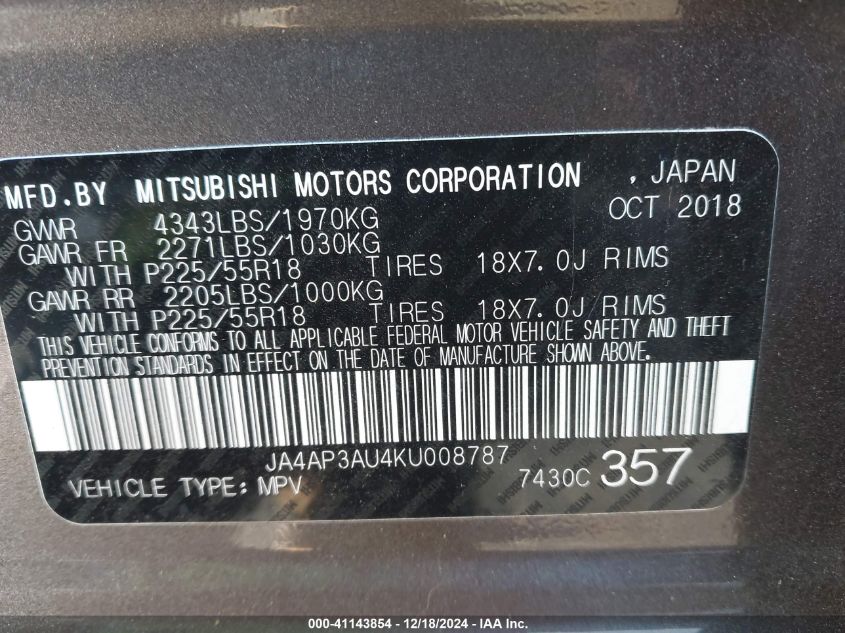 MFD.BY MITSUBISHI MOTORS CORPORATION , JAPAN
GVWR 4343LBS/1970KG OCT 2018
GAWR FR 2271LBS/1030KG
WITH P225/55R18 TIRES 18X7.0J RIMS
GAWR RR 2205LBS/1000KG
WITH P225/55R18 TIRES 18X7.0J RIMS
THIS VEHICLE CONFORMS TO ALL APPLICABLE FEDERAL MOTOR VEHICLE SAFETY AND THEFT
PREVENTION STANDARDS IN EFFECT ON THE DATE OF MANUFACTURE SHOWN ABOVE.
JA4AP3AU4KU008787
VEHICLE TYPE: MPV 7430C 357
000-41143854 - 12/18/2024 - IAA Inc.